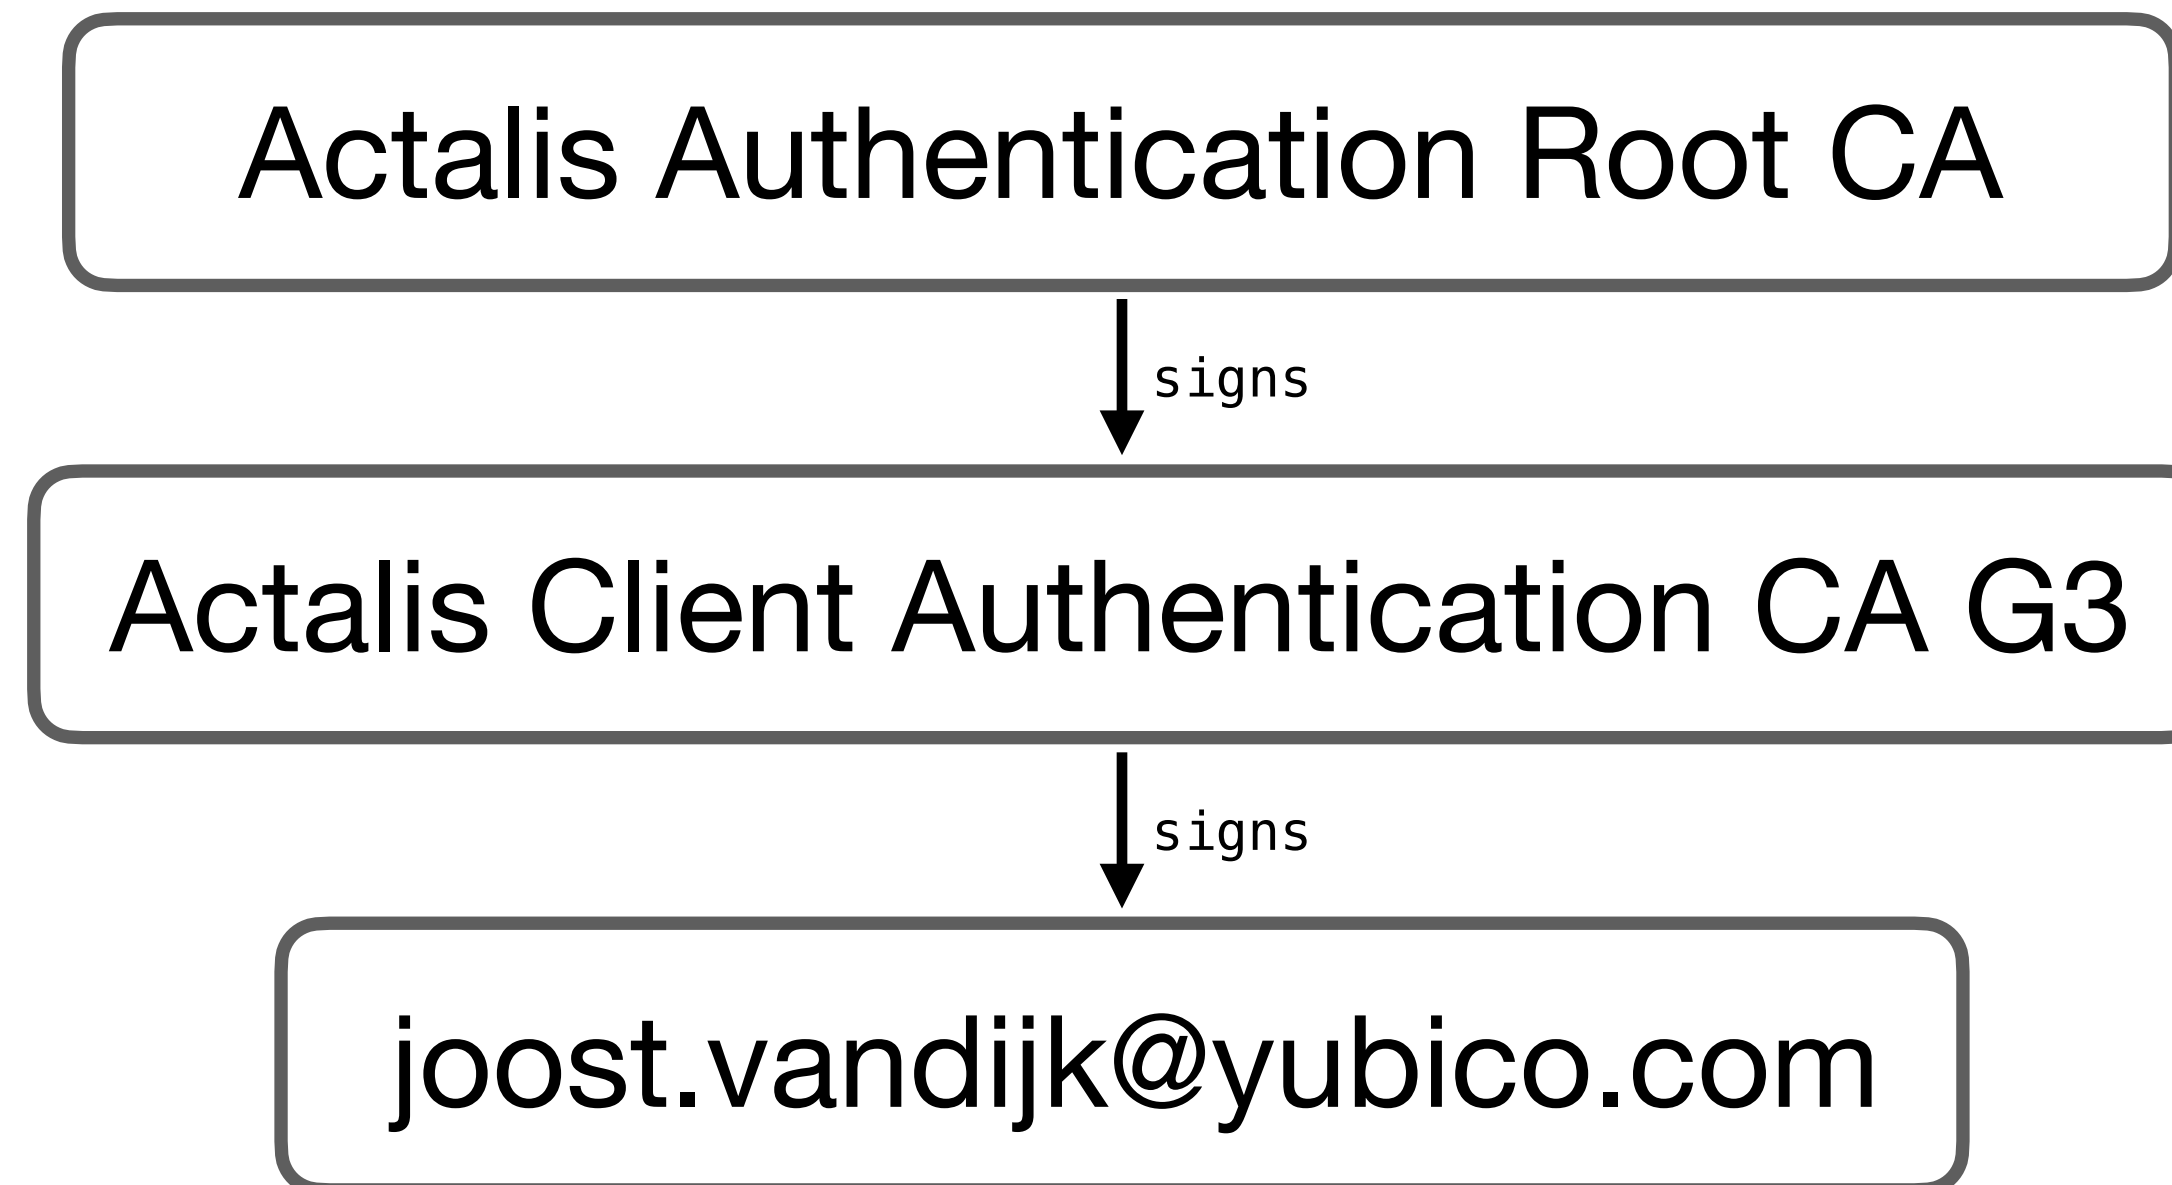 Actalis Authentication Root CA
signs
Actalis Client Authentication CA G3
signs
joost.vandijk@yubico.com